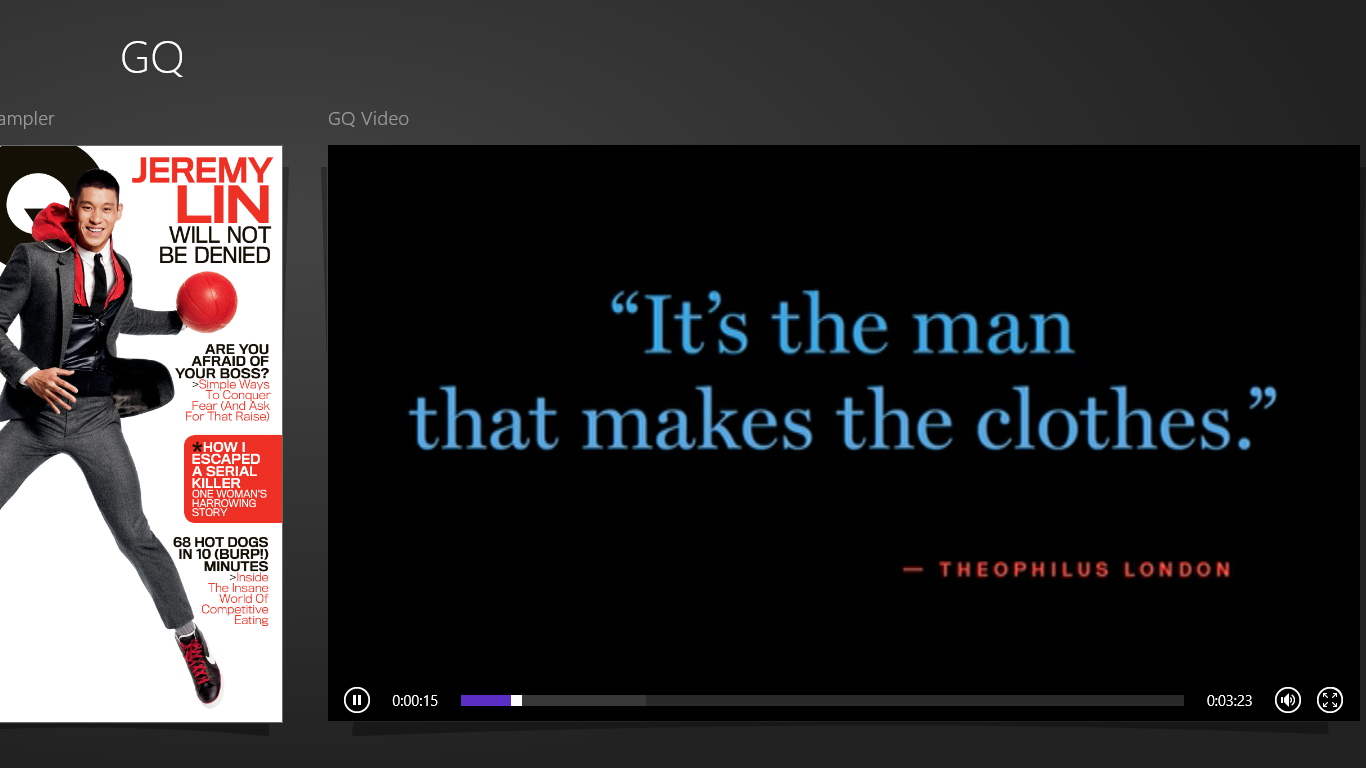 GQ
ampler
GQ Video
JEREMY
LIN
WILL NOT
BE DENIED
ARE YOU
AFRAID OF
YOUR BOSS?
>Simple Ways
To Conquer
Fear (And Ask
For That Raise)
*HOW I
ESCAPED
A SERIAL
KILLER
ONE WOMAN'S
HARROWING
STORY
68 HOT DOGS
IN 10 (BURP!)
MINUTES
>Inside
The Insane
World Of
Competitive
Eating
“It’s the man
that makes the clothes.”
— THEOPHILUS LONDON
0:00:15
0:03:23